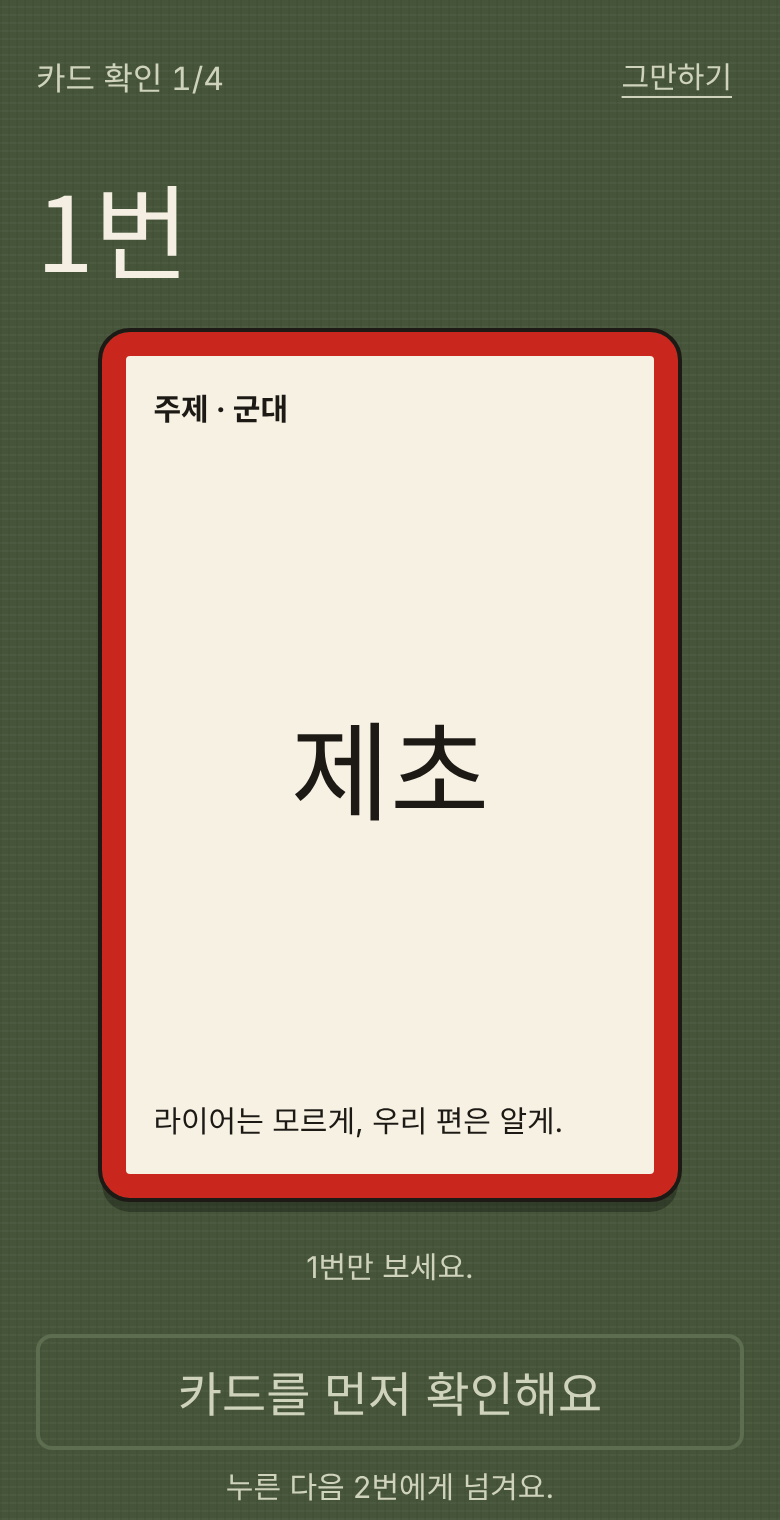 카드 확인 1/4
그만하기
1번
주제 · 군대
제초
라이어는 모르게, 우리 편은 알게.
1번만 보세요.
카드를 먼저 확인해요
누른 다음 2번에게 넘겨요.